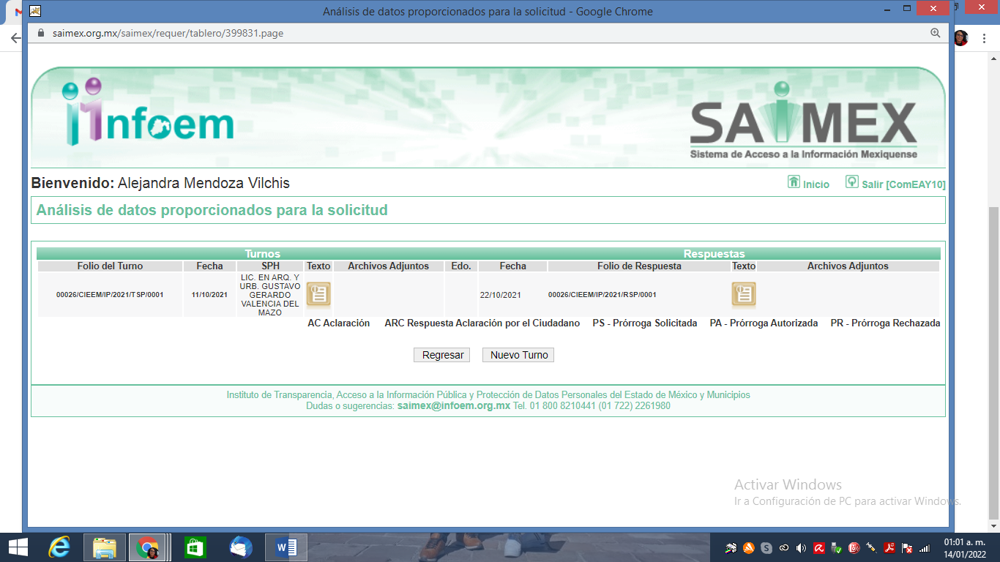 Análisis de datos proporcionados para la solicitud - Google Chrome
saimex.org.mx/saimex/requer/tablero/399831.page
infoem
SAIMEX
Sistema de Acceso a la Información Mexiquense
Bienvenido: Alejandra Mendoza Vilchis
Inicio Salir [ComEAY10]
Análisis de datos proporcionados para la solicitud
Turnos Respuestas
Folio del Turno Fecha SPH Texto Archivos Adjuntos Edo. Fecha Folio de Respuesta Texto Archivos Adjuntos
00026/CIEEM/IP/2021/TSP/0001 11/10/2021 LIC. EN ARQ. Y
URB. GUSTAVO
GERARDO
VALENCIA DEL
MAZO
22/10/2021 00026/CIEEM/IP/2021/RSP/0001
AC Aclaración ARC Respuesta Aclaración por el Ciudadano PS - Prórroga Solicitada PA - Prórroga Autorizada PR - Prórroga Rechazada
Regresar Nuevo Turno
Instituto de Transparencia, Acceso a la Información Pública y Protección de Datos Personales del Estado de México y Municipios
Dudas o sugerencias: saimex@infoem.org.mx Tel. 01 800 8210441 (01 722) 2261980
Activar Windows
Ir a Configuración de PC para activar Windows.
01:01 a. m.
14/01/2022